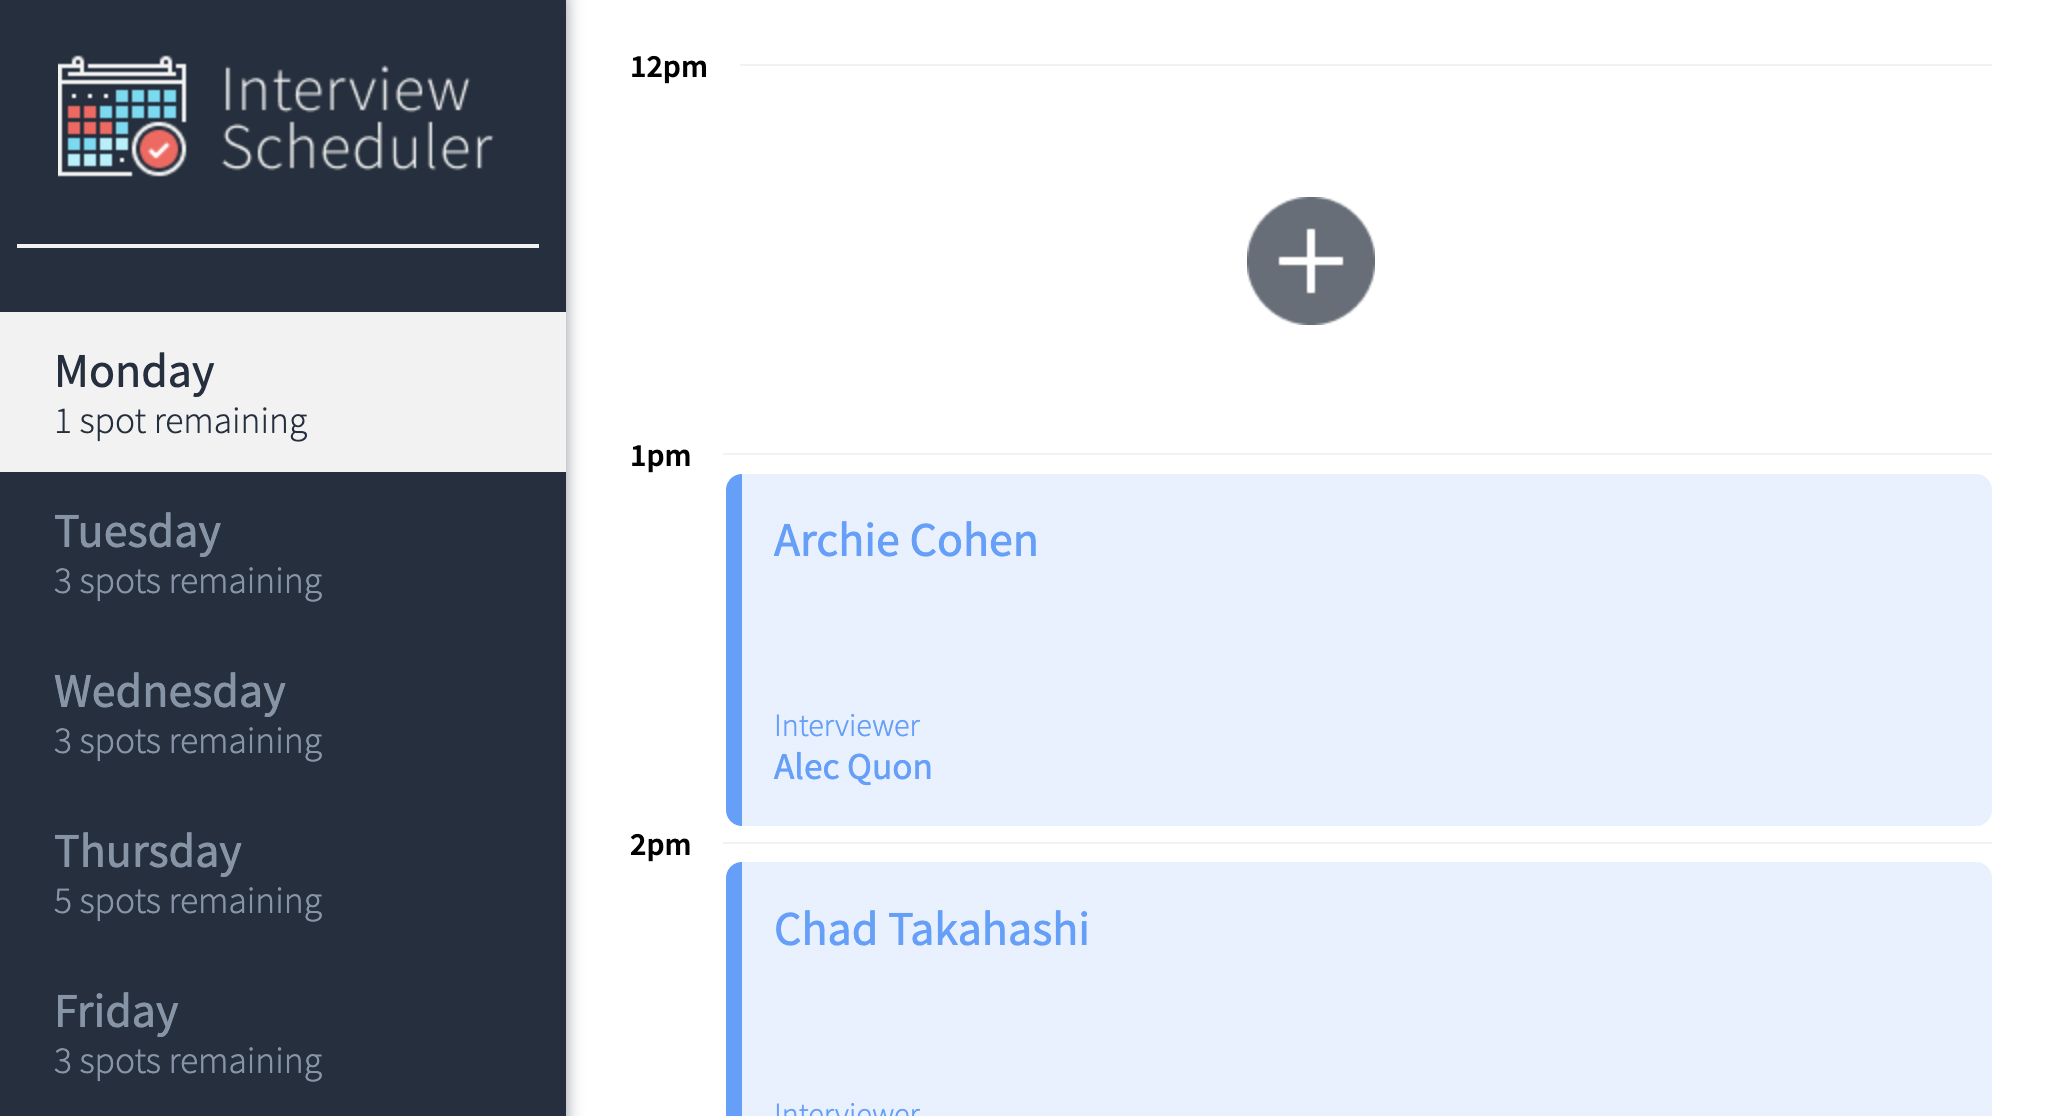 Interview
Scheduler
Monday
1 spot remaining
Tuesday
3 spots remaining
Wednesday
3 spots remaining
Thursday
5 spots remaining
Friday
3 spots remaining
12pm
1pm
Archie Cohen
Interviewer
Alec Quon
2pm
Chad Takahashi
Interviewer